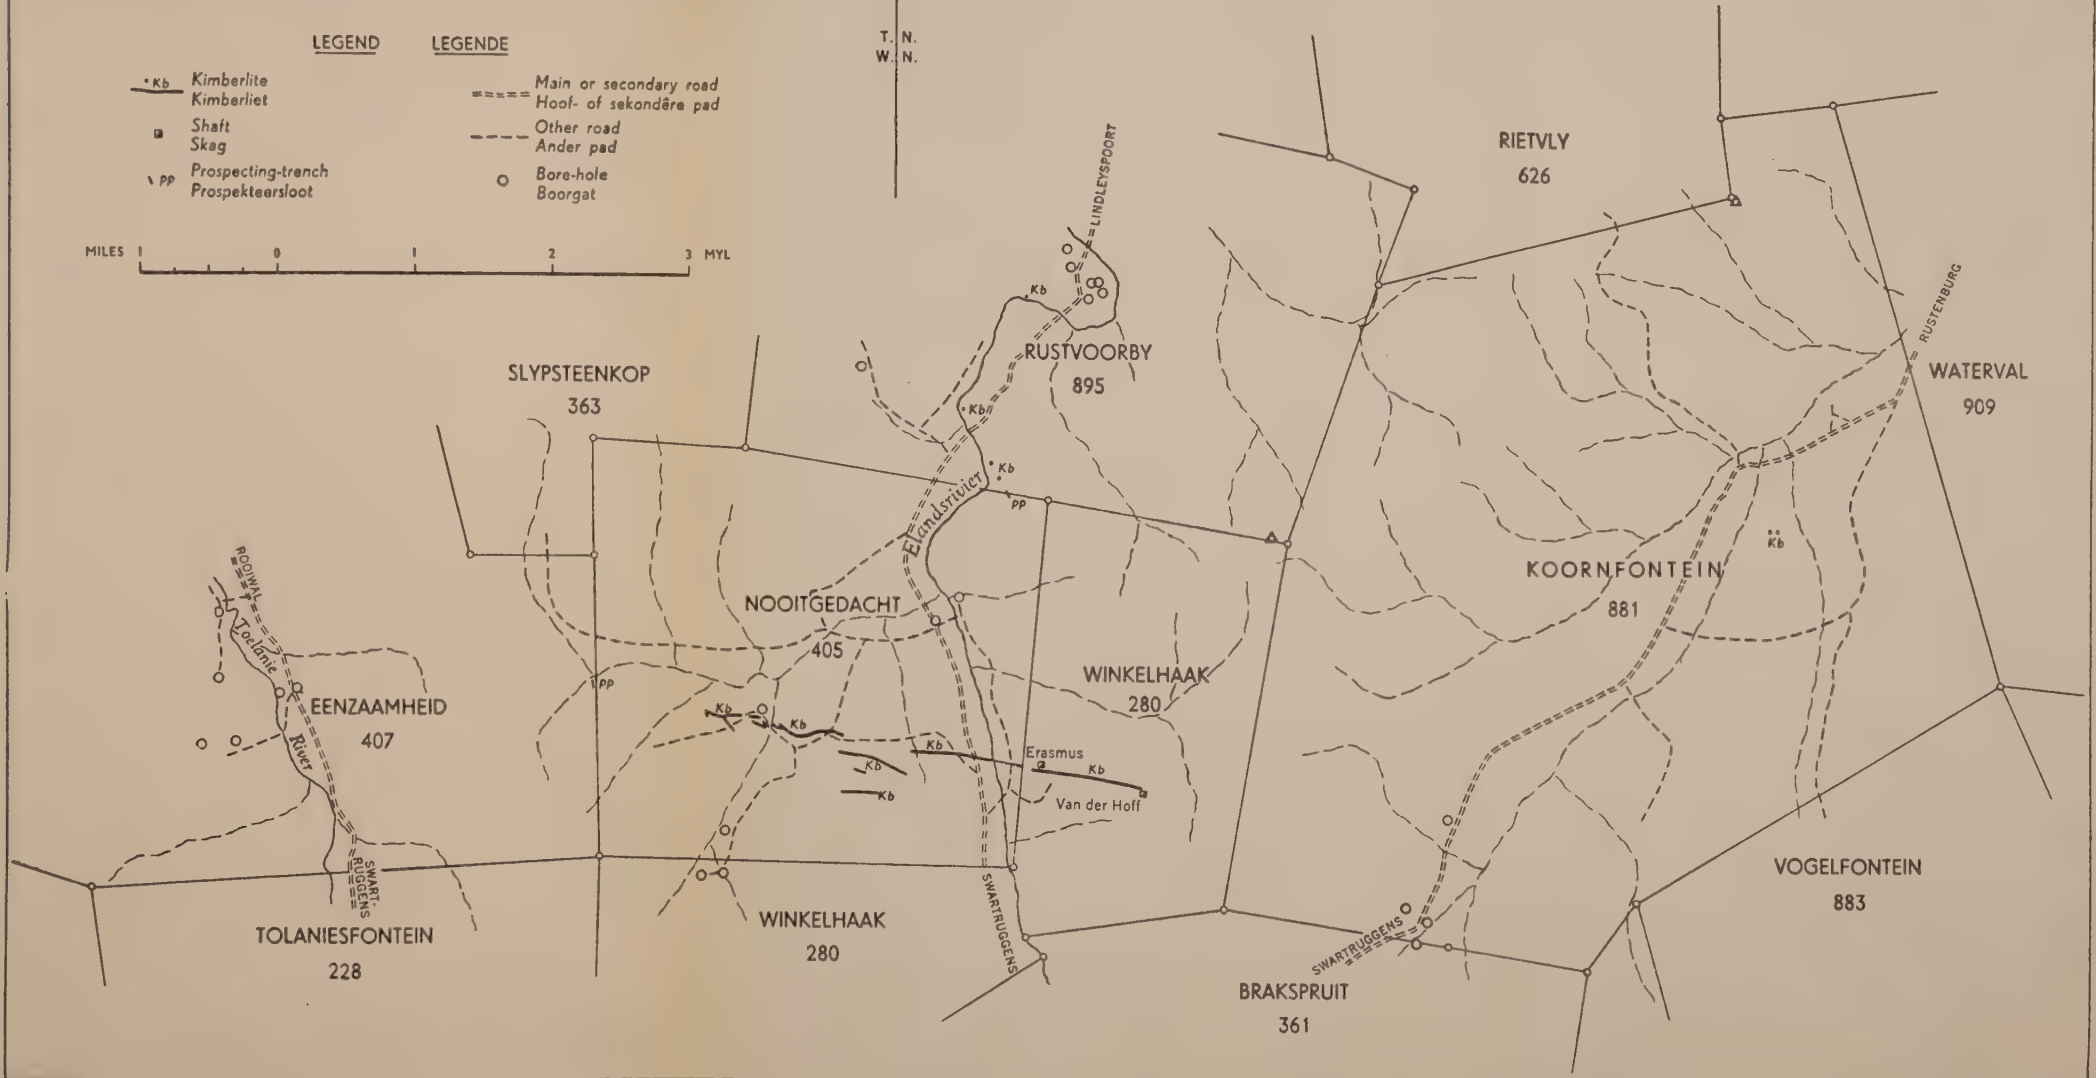 LEGEND LEGENDE
Kb Kimberlite
Kimberliet
Shaft
Skag
pp Prospecting-trench
Prospekteersloot
Main or secondary road
Hoof- of sekondêre pad
Other road
Ander pad
Bore-hole
Boorgat
MILES 1 0 1 2 3 MYL
T. N.
W. N.
LINDLEYSPOORT
RIETVLY
626
RUSTENBURG
Kb
RUSTVOORBY
895
SLYPSTEENKOP
363
WATERVAL
909
Kb
Kb
pp
Elandsrivier
Kb
KOORNFONTEIN
881
ROOIWAL
Toelanie
River
NOOITGEDACHT
405
pp
WINKELHAAK
280
EENZAAMHEID
407
Kb
Kb
Kb
Kb
Kb
Erasmus
Kb
Van der Hoff
SWART-
RUGGENS
SWARTRUGGENS
VOGELFONTEIN
883
TOLANIESFONTEIN
228
WINKELHAAK
280
SWARTRUGGENS
BRAKSPRUIT
361